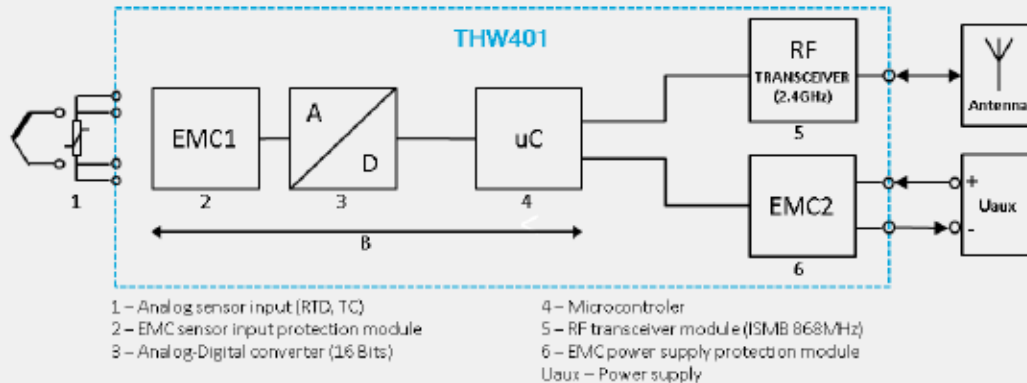 THW401
RF
TRANSCEIVER
(2.4GHz)
Antenna
EMC1
A
D
uC
5
+
Uaux
-
1
2
3
4
EMC2
B
6
1 – Analog sensor input (RTD, TC)
2 – EMC sensor input protection module
3 – Analog-Digital converter (16 Bits)
4 – Microcontroler
5 – RF transceiver module (ISMB 868MHz)
6 – EMC power supply protection module
Uaux – Power supply